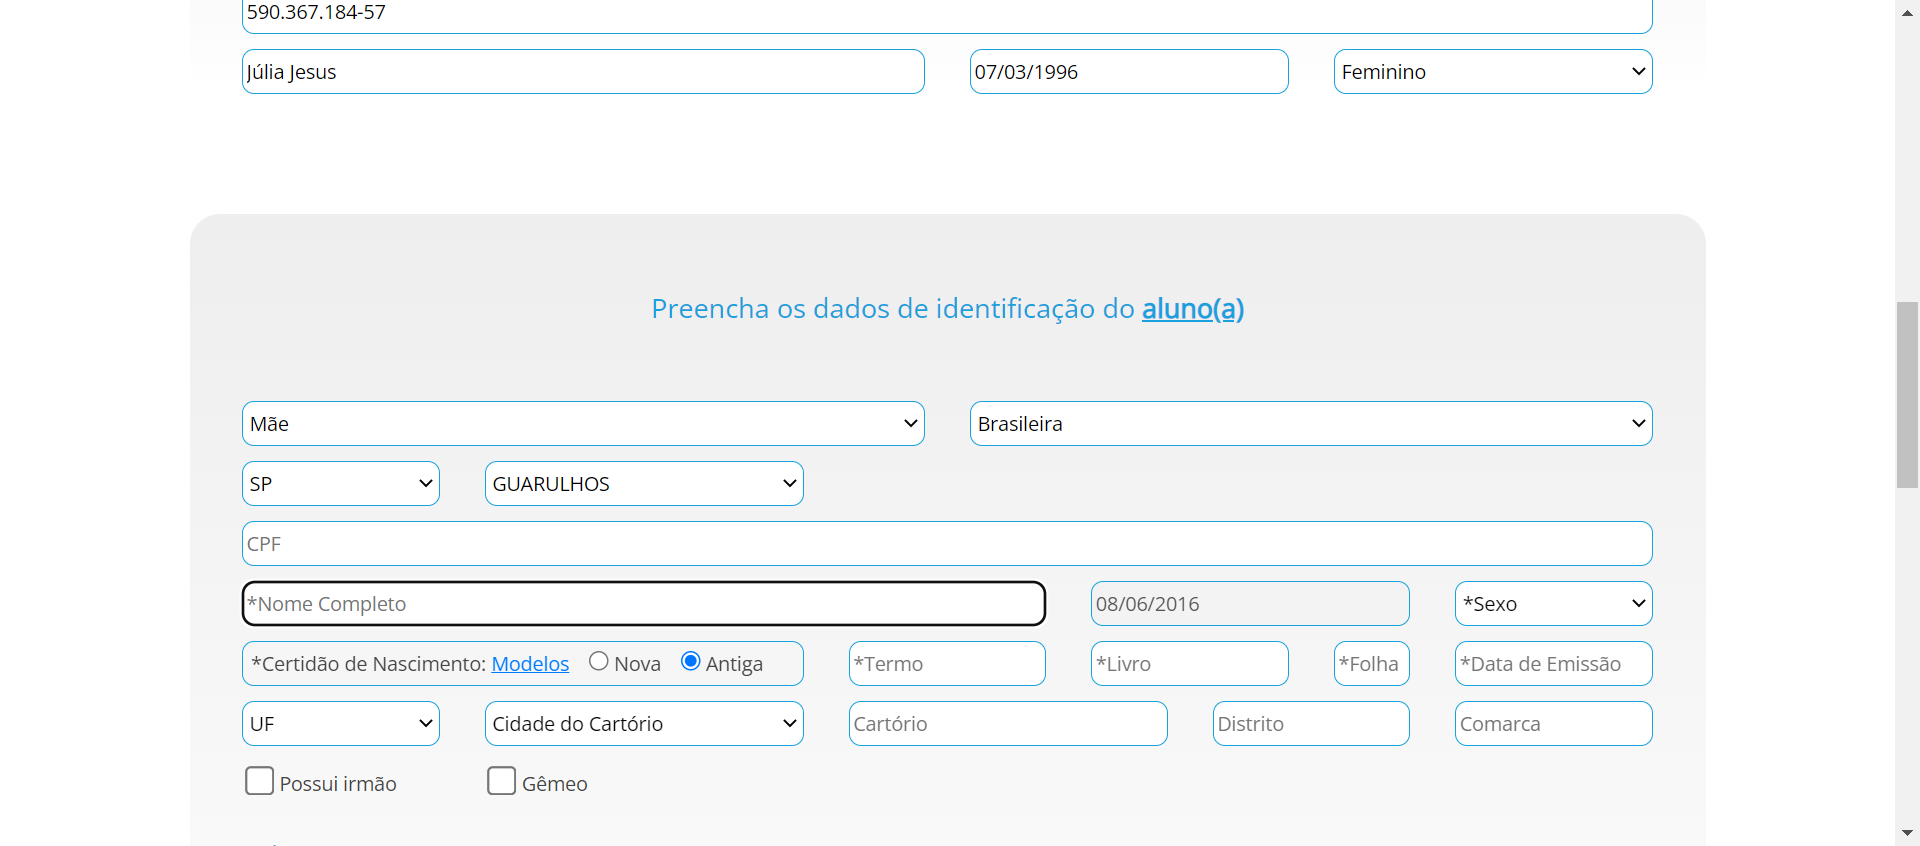 590.367.184-57
Júlia Jesus 07/03/1996 Feminino
Preencha os dados de identificação do aluno(a)
Mãe Brasileira
SP GUARULHOS
CPF
*Nome Completo 08/06/2016 *Sexo
*Certidão de Nascimento: Modelos Nova Antiga *Termo *Livro *Folha *Data de Emissão
UF Cidade do Cartório Cartório Distrito Comarca
Possui irmão Gêmeo